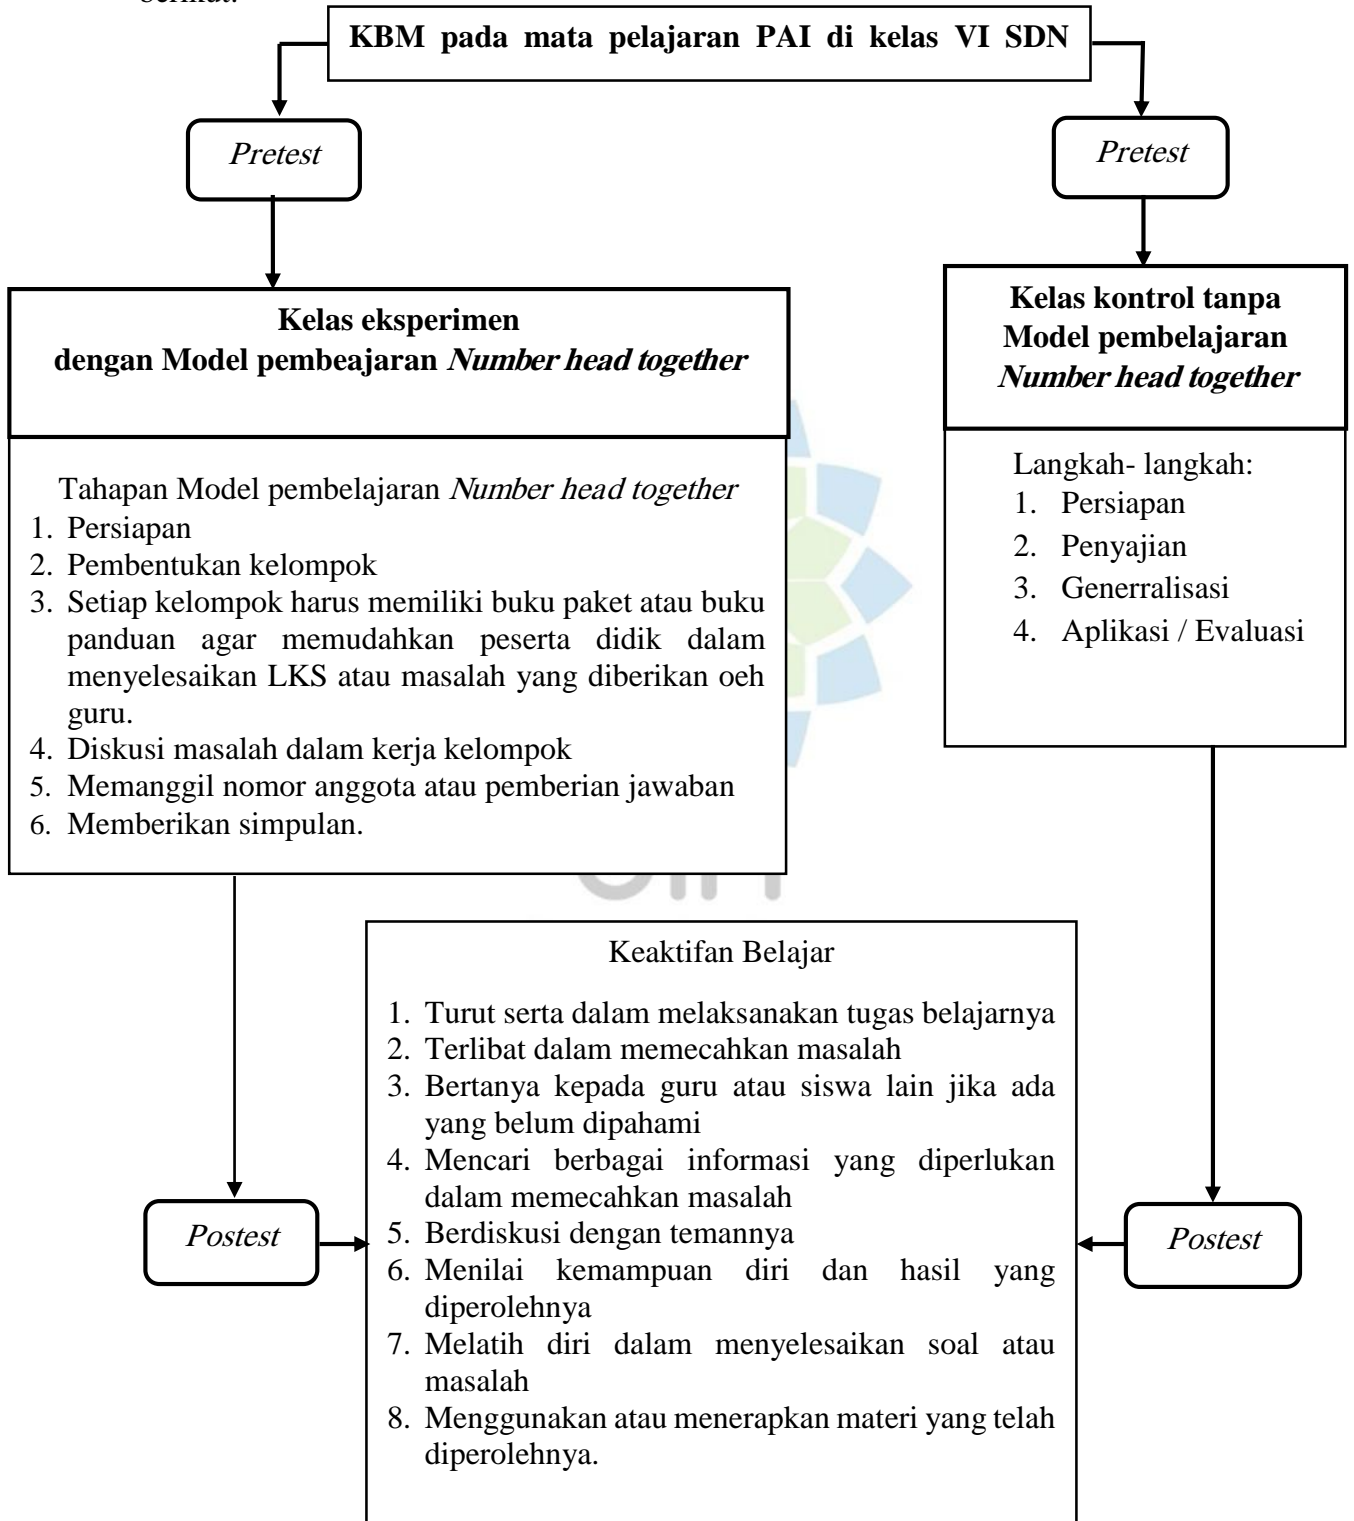 berikut:
KBM pada mata pelajaran PAI di kelas VI SDN
Pretest
Pretest
Kelas eksperimen
dengan Model pembeajaran Number head together
Kelas kontrol tanpa
Model pembelajaran
Number head together
Tahapan Model pembelajaran Number head together
1. Persiapan
2. Pembentukan kelompok
3. Setiap kelompok harus memiliki buku paket atau buku
panduan agar memudahkan peserta didik dalam
menyelesaikan LKS atau masalah yang diberikan oeh
guru.
4. Diskusi masalah dalam kerja kelompok
5. Memanggil nomor anggota atau pemberian jawaban
6. Memberikan simpulan.
Langkah- langkah:
1. Persiapan
2. Penyajian
3. Generralisasi
4. Aplikasi / Evaluasi
Keaktifan Belajar
1. Turut serta dalam melaksanakan tugas belajarnya
2. Terlibat dalam memecahkan masalah
3. Bertanya kepada guru atau siswa lain jika ada
yang belum dipahami
4. Mencari berbagai informasi yang diperlukan
dalam memecahkan masalah
5. Berdiskusi dengan temannya
6. Menilai kemampuan diri dan hasil yang
diperolehnya
7. Melatih diri dalam menyelesaikan soal atau
masalah
8. Menggunakan atau menerapkan materi yang telah
diperolehnya.
Postest
Postest